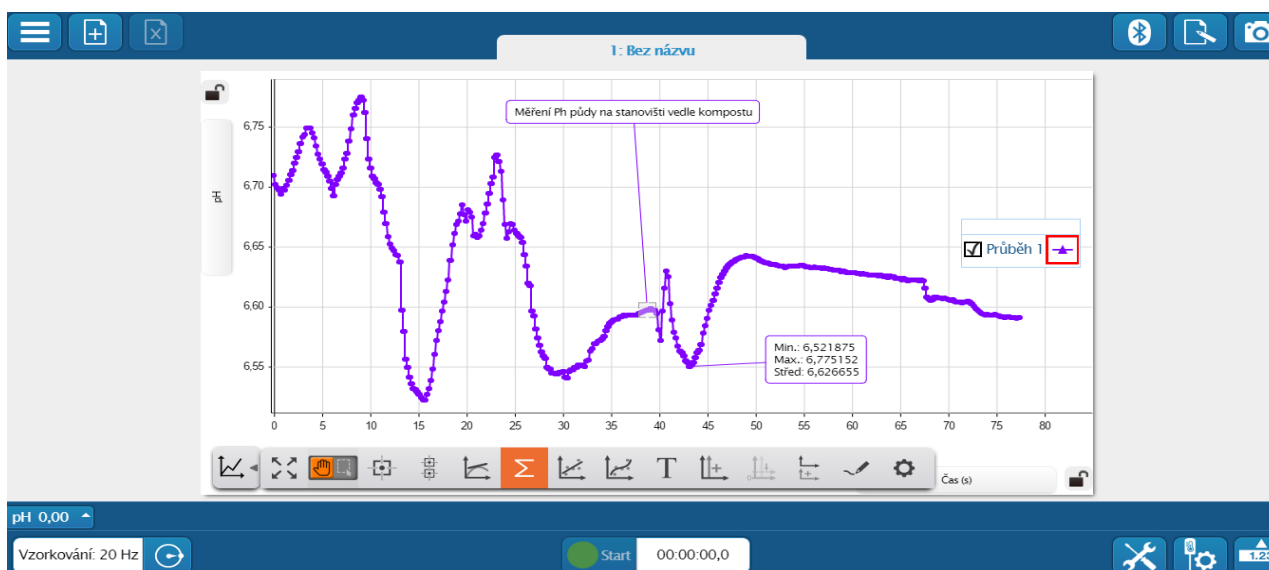 1: Bez názvu
Měření Ph půdy na stanovišti vedle kompostu
6,75
6,70
6,65
6,60
6,55
pH
Průběh 1
Min.: 6,521875
Max.: 6,775152
Střed: 6,626655
0 5 10 15 20 25 30 35 40 45 50 55 60 65 70 75 80
Σ T
Čas (s)
pH 0,00
Vzorkování: 20 Hz
Start 00:00:00,0
1.23